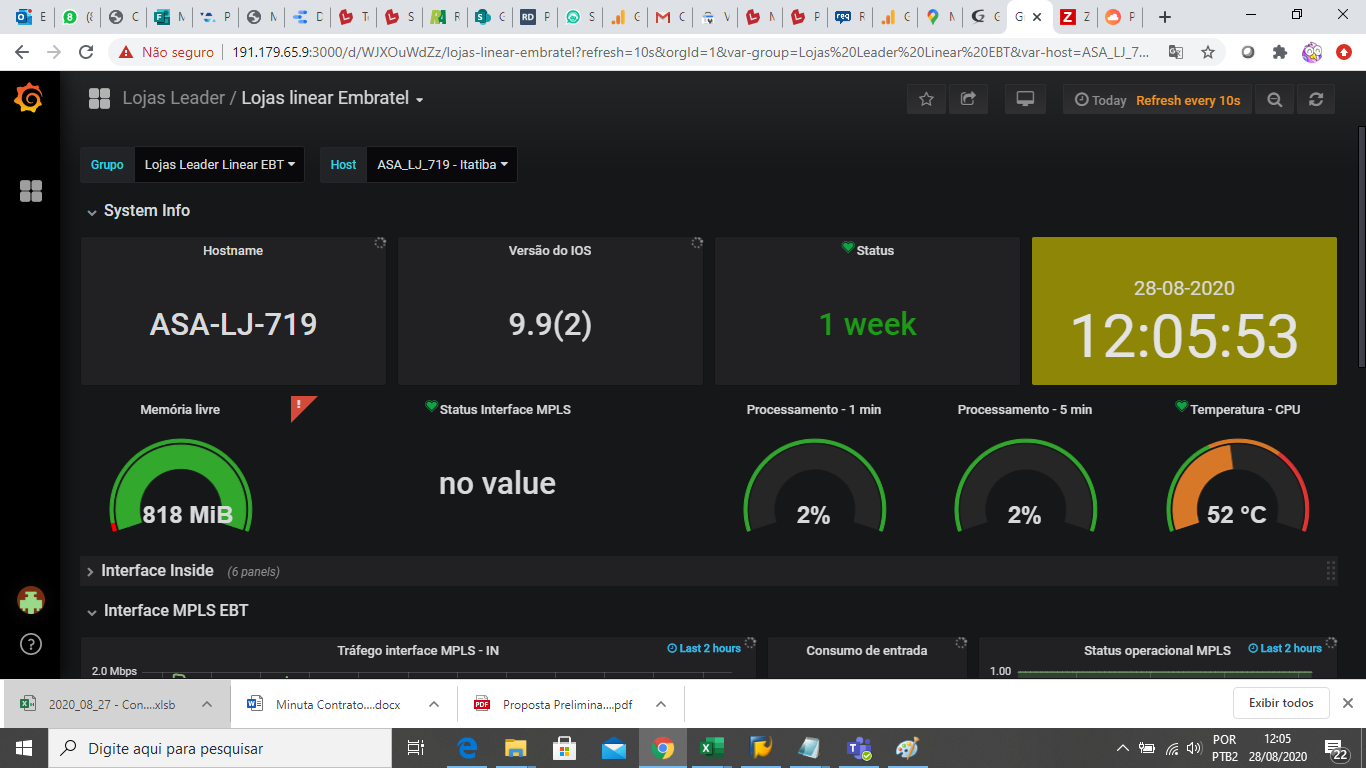 E
(8
C
M
P
M
D
T
S
R
G
P
S
G
C
V
M
P
R
G
M
G
G
Z
P
Não seguro
191.179.65.9:3000/d/WJXOuWdZz/lojas-linear-embratel?refresh=10s&orgId=1&var-group=Lojas%20Leader%20Linear%20EBT&var-host=ASA_LJ_7...
Lojas Leader / Lojas linear Embratel
Today Refresh every 10s
Grupo Lojas Leader Linear EBT Host ASA_LJ_719 - Itatiba
System Info
Hostname
Versão do IOS
Status
28-08-2020
ASA-LJ-719
9.9(2)
1 week
12:05:53
Memória livre
!
Status Interface MPLS
Processamento - 1 min
Processamento - 5 min
Temperatura - CPU
818 MiB
no value
2%
2%
52 °C
Interface Inside (6 panels)
Interface MPLS EBT
Tráfego interface MPLS - IN
Last 2 hours
Consumo de entrada
Status operacional MPLS
Last 2 hours
2.0 Mbps
1.00
2020_08_27 - Con....xlsb
Minuta Contrato....docx
PDF
Proposta Prelimina....pdf
Exibir todos
Digite aqui para pesquisar
POR
PTB2
12:05
28/08/2020
22